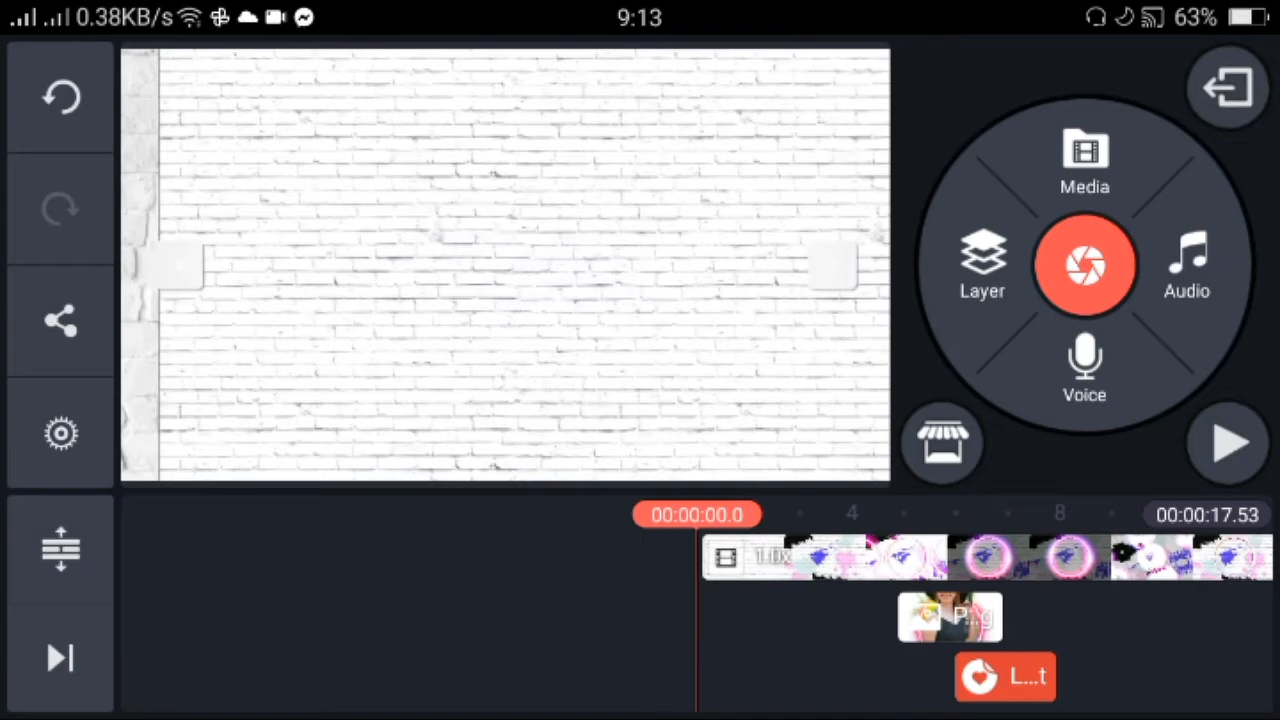 0.38KB/s 9:13 63%
Media
Layer
Audio
Voice
00:00:00.0 4 8 00:00:17.53
1.0x
P...g
L...t